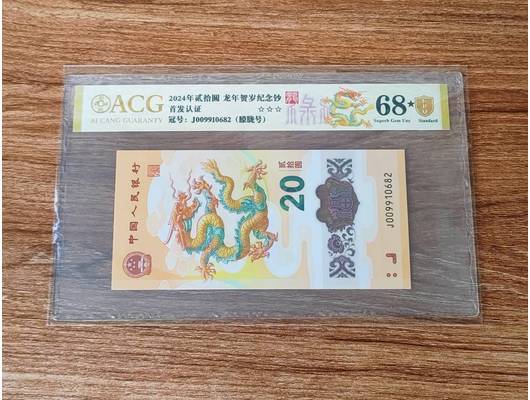 ACG
AI CANG GUARANTY
2024年贰拾圆 龙年贺岁纪念钞
首发认证 ☆☆☆
冠号：J009910682（朦胧号）
68★
Superb Gem Unc
Standard
中国人民银行
20
贰拾圆
J009910682